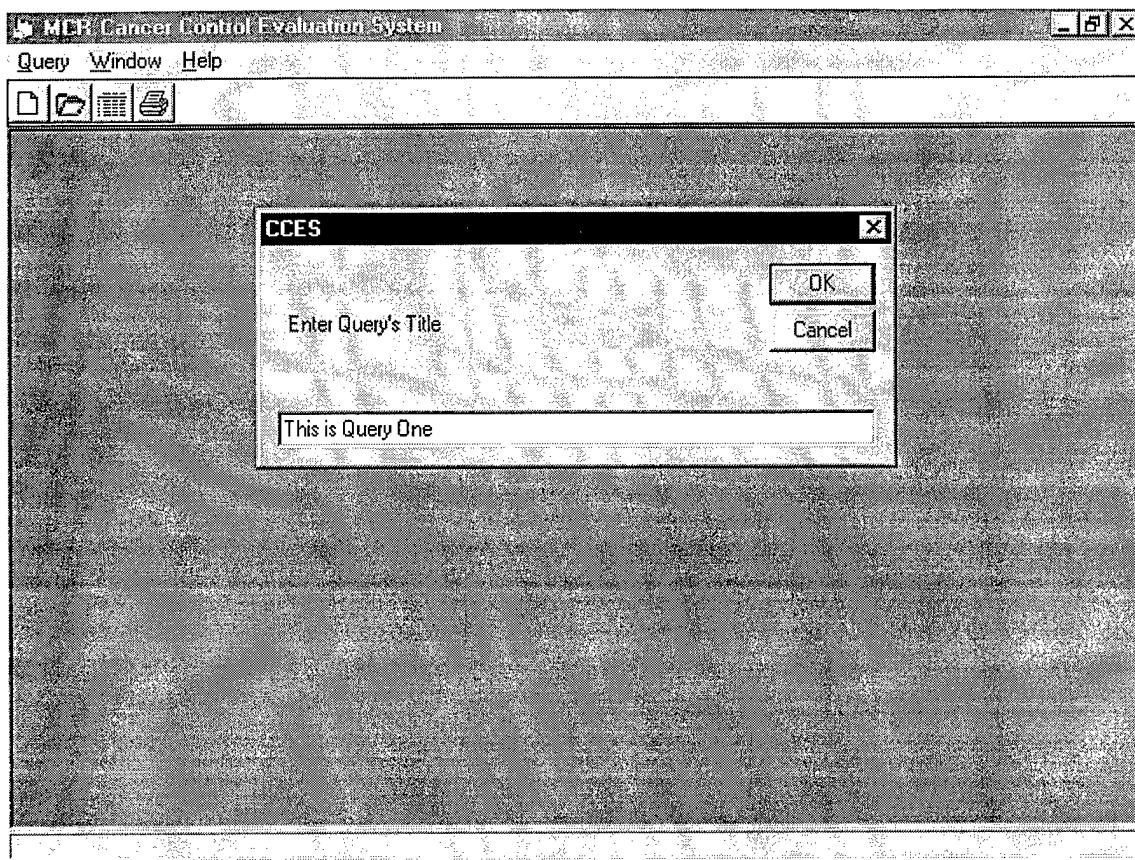 MCR Cancer Control Evaluation System
Query Window Help
CCES
OK
Enter Query's Title
Cancel
This is Query One